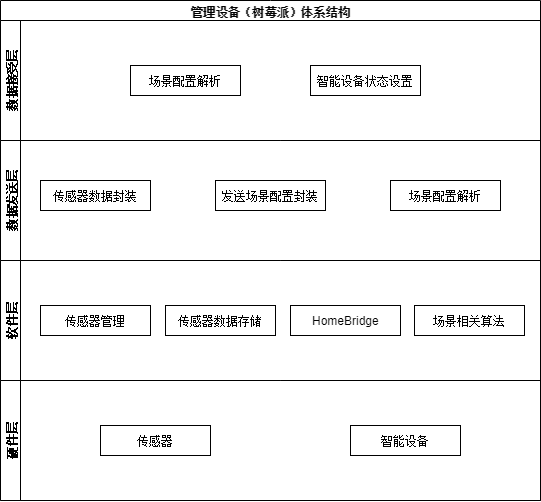 管理设备（树莓派）体系结构
数据接受层
场景配置解析
智能设备状态设置
数据发送层
传感器数据封装
发送场景配置封装
场景配置解析
软件层
传感器管理
传感器数据存储
HomeBridge
场景相关算法
硬件层
传感器
智能设备